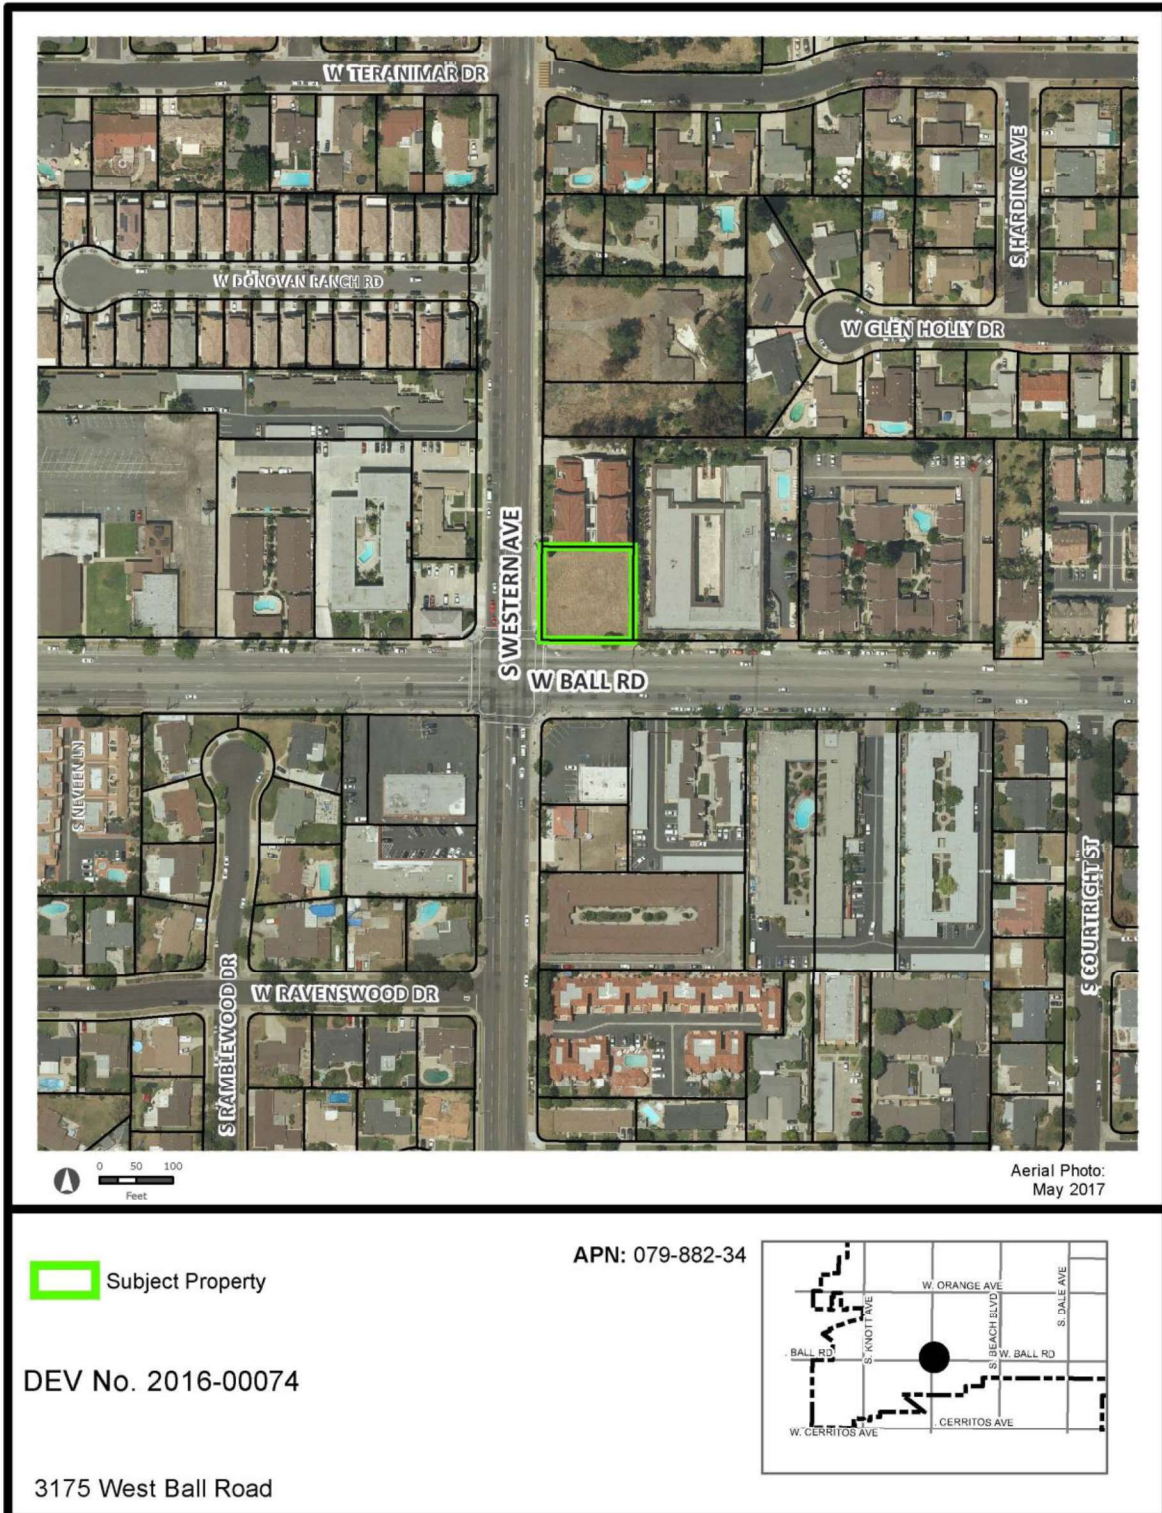 W TERANIMAR DR
S HARDING AVE
W DONOVAN RANCH RD
W GLEN HOLLY DR
S WESTERN AVE
W BALL RD
S NEVEEN LN
S COURTRIGHT ST
S RAMBLEWOOD DR
W RAVENSWOOD DR
0 50 100
Feet
Aerial Photo:
May 2017
Subject Property
APN: 079-882-34
DEV No. 2016-00074
3175 West Ball Road
W. ORANGE AVE
S. KNOTT AVE
S. BEACH BLVD
S. DALE AVE
. BALL RD
W. BALL RD
. CERRITOS AVE
W. CERRITOS AVE